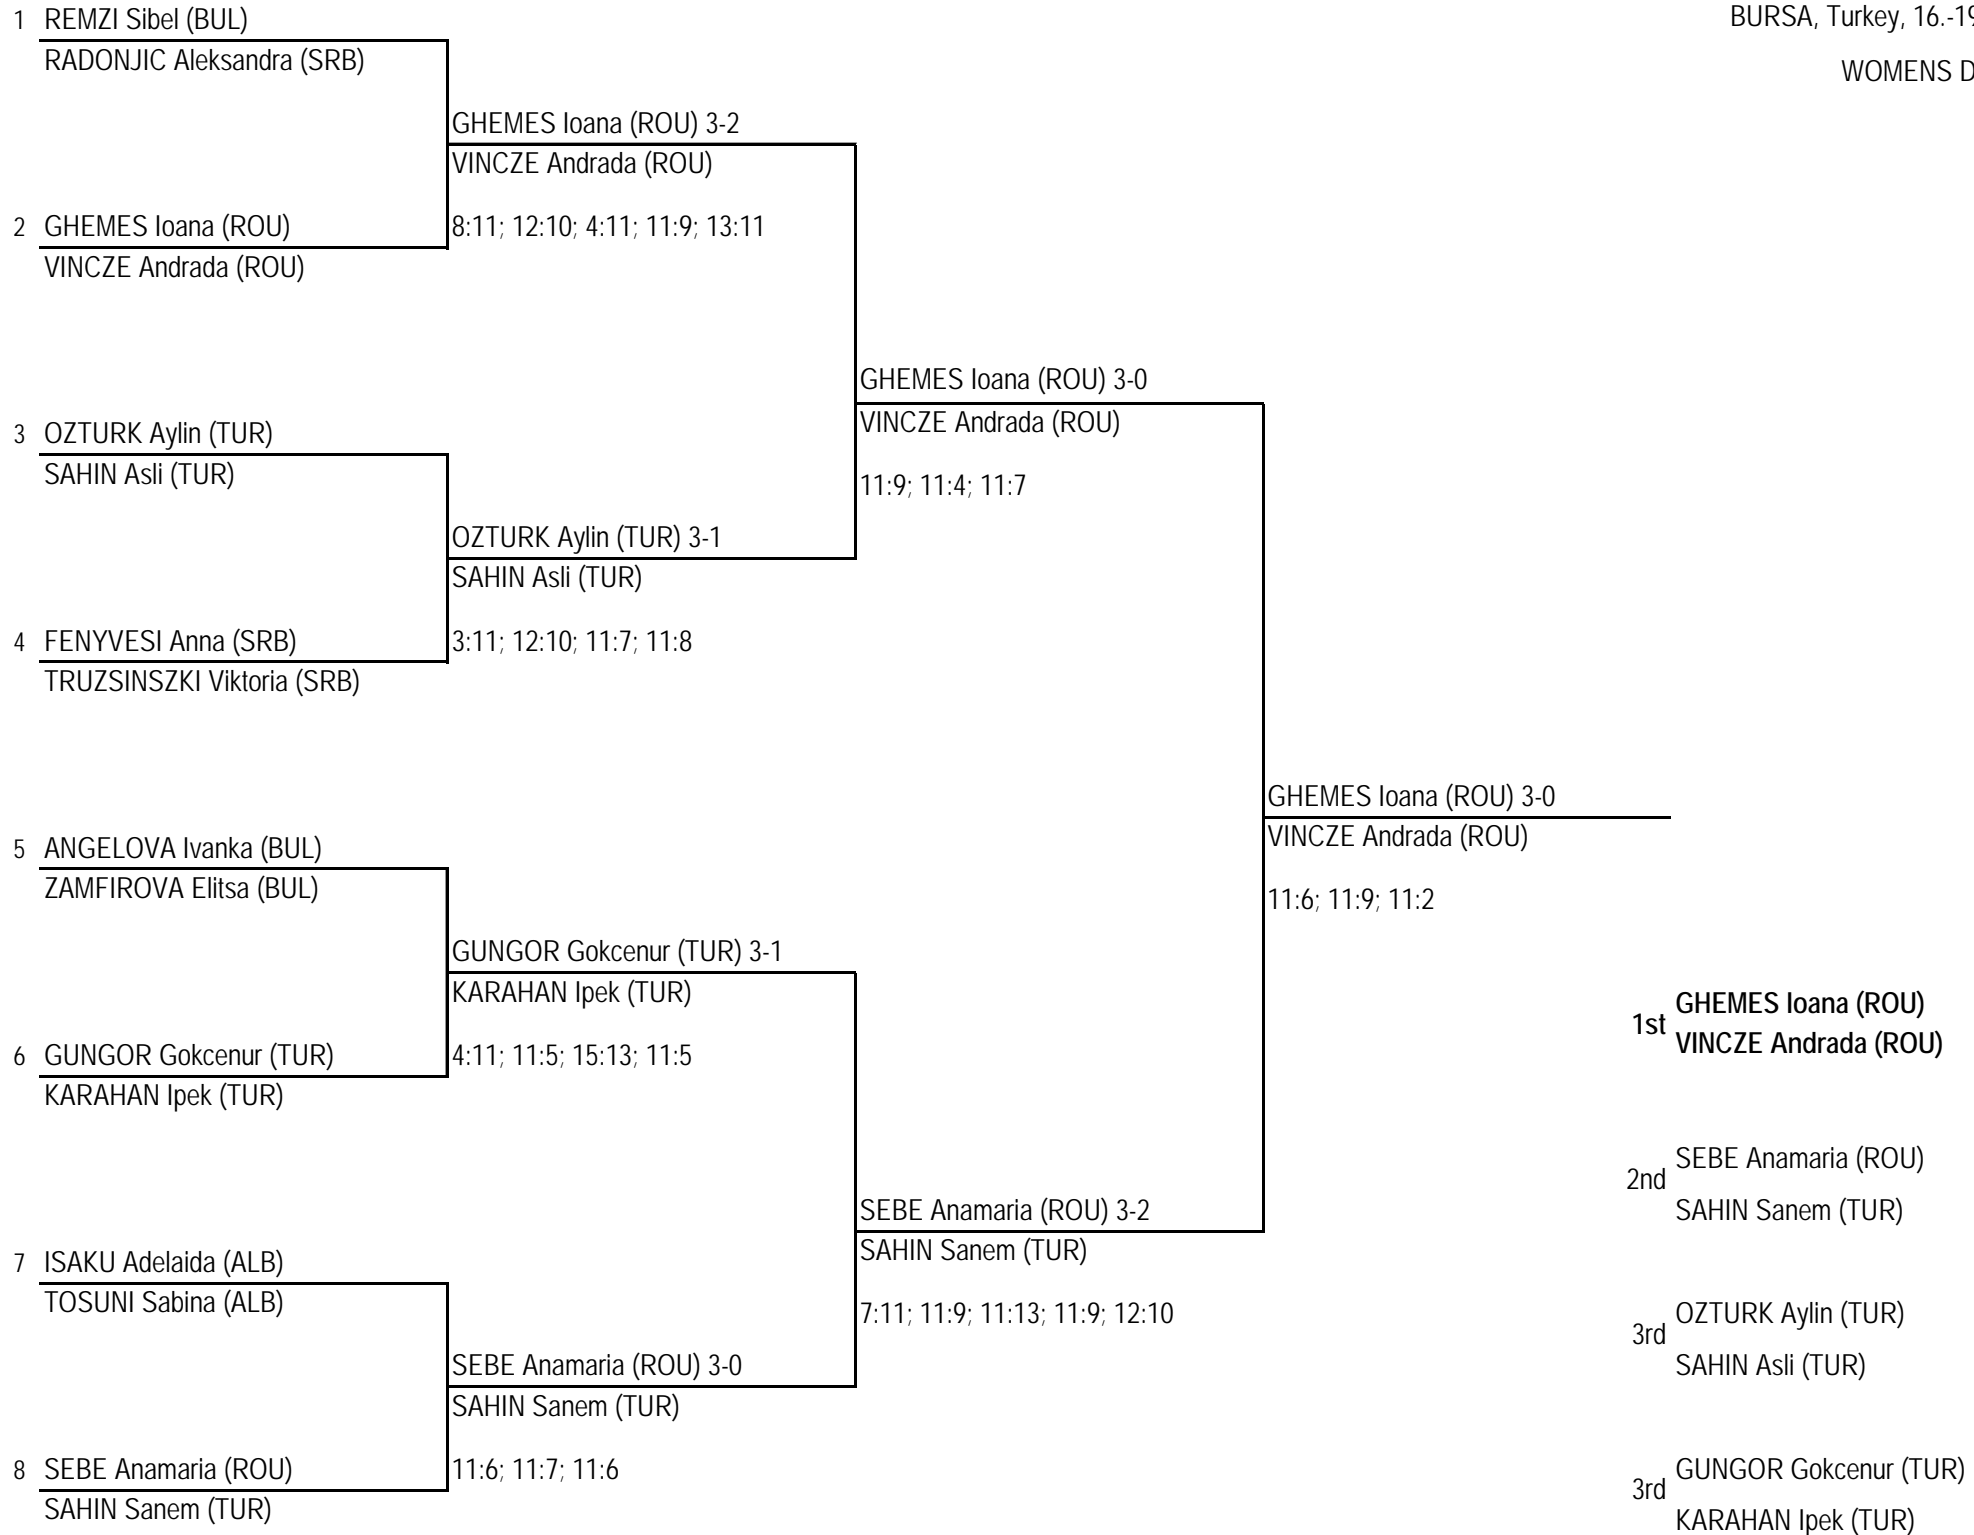 BURSA, Turkey, 16.-19
WOMENS D
1 REMZI Sibel (BUL)
RADONJIC Aleksandra (SRB)
GHEMES Ioana (ROU) 3-2
VINCZE Andrada (ROU)
2 GHEMES Ioana (ROU)
8:11; 12:10; 4:11; 11:9; 13:11
VINCZE Andrada (ROU)
GHEMES Ioana (ROU) 3-0
VINCZE Andrada (ROU)
3 OZTURK Aylin (TUR)
SAHIN Asli (TUR)
11:9; 11:4; 11:7
OZTURK Aylin (TUR) 3-1
SAHIN Asli (TUR)
4 FENYVESI Anna (SRB)
3:11; 12:10; 11:7; 11:8
TRUZSINSZKI Viktoria (SRB)
GHEMES Ioana (ROU) 3-0
VINCZE Andrada (ROU)
5 ANGELOVA Ivanka (BUL)
ZAMFIROVA Elitsa (BUL)
11:6; 11:9; 11:2
GUNGOR Gokcenur (TUR) 3-1
KARAHAN Ipek (TUR)
6 GUNGOR Gokcenur (TUR)
4:11; 11:5; 15:13; 11:5
KARAHAN Ipek (TUR)
SEBE Anamaria (ROU) 3-2
SAHIN Sanem (TUR)
7 ISAKU Adelaida (ALB)
TOSUNI Sabina (ALB)
7:11; 11:9; 11:13; 11:9; 12:10
SEBE Anamaria (ROU) 3-0
SAHIN Sanem (TUR)
8 SEBE Anamaria (ROU)
11:6; 11:7; 11:6
SAHIN Sanem (TUR)
1st
GHEMES Ioana (ROU)
VINCZE Andrada (ROU)
2nd
SEBE Anamaria (ROU)
SAHIN Sanem (TUR)
3rd
OZTURK Aylin (TUR)
SAHIN Asli (TUR)
3rd
GUNGOR Gokcenur (TUR)
KARAHAN Ipek (TUR)